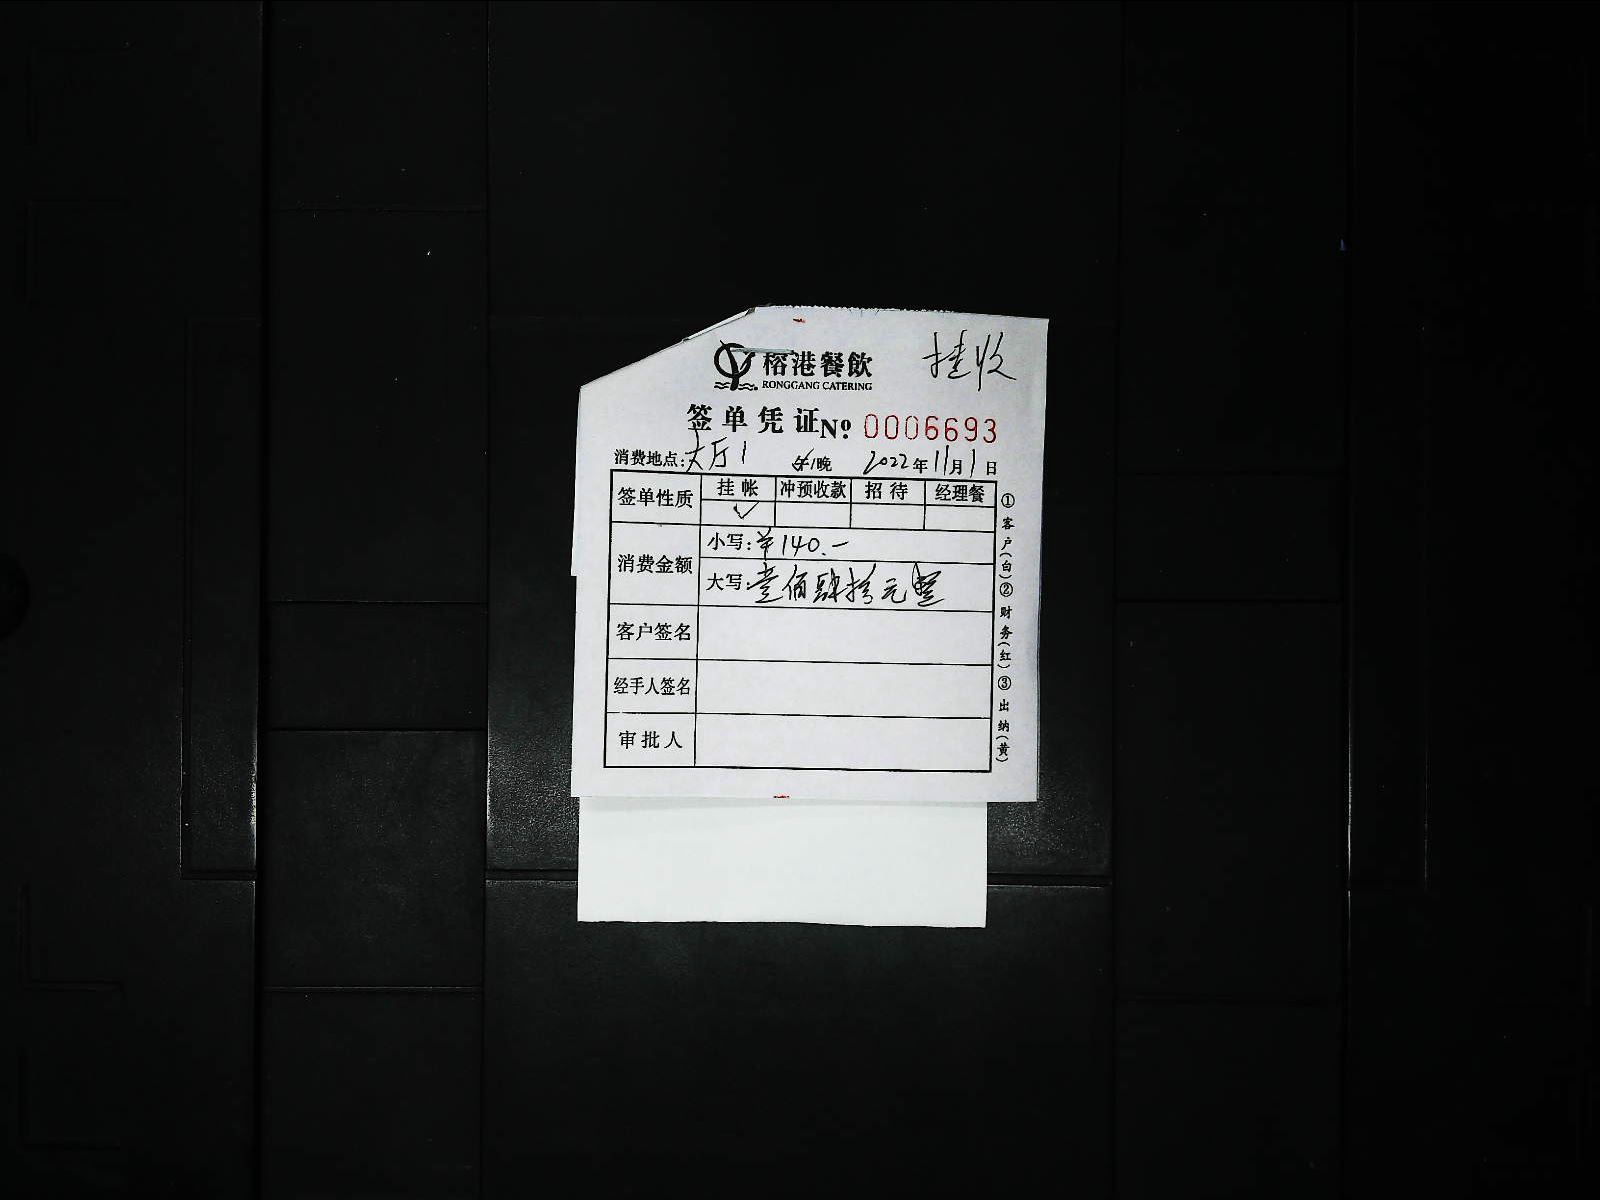 挂收
榕港餐飲
RONGGANG CATERING
签单凭证 № 0006693
消费地点:大厅1 午/晚 2022年11月1日
签单性质 挂帐 冲预收款 招待 经理餐
✓
消费金额
小写:¥140.—
大写:壹佰肆拾元整
客户签名
经手人签名
审批人
①客户(白)②财务(红)③出纳(黄)